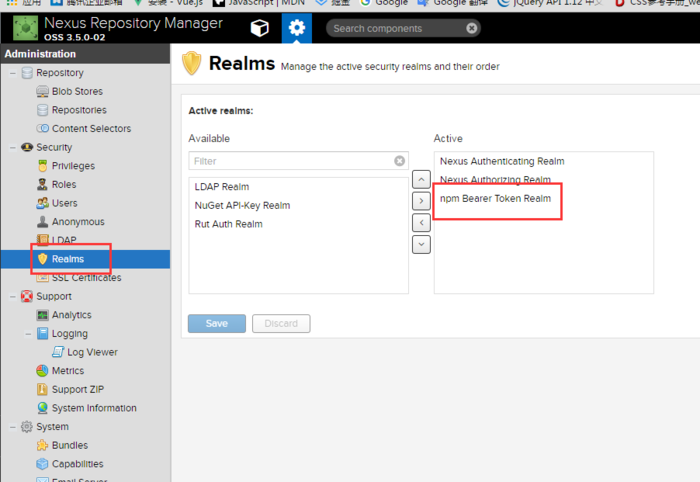 应用 腾讯企业邮箱 安装 - Vue.js JavaScript | MDN 掘金 Google Google 翻译 jQuery API 1.12 中文 CSS参考手册_we
Nexus Repository Manager
OSS 3.5.0-02
Search components
Administration
Repository
Blob Stores
Repositories
Content Selectors
Security
Privileges
Roles
Users
Anonymous
LDAP
Realms
SSL Certificates
Support
Analytics
Logging
Log Viewer
Metrics
Support ZIP
System Information
System
Bundles
Capabilities
Email Server
Realms Manage the active security realms and their order
Active realms:
Available
Active
Filter
LDAP Realm
NuGet API-Key Realm
Rut Auth Realm
Nexus Authenticating Realm
Nexus Authorizing Realm
npm Bearer Token Realm
Save
Discard